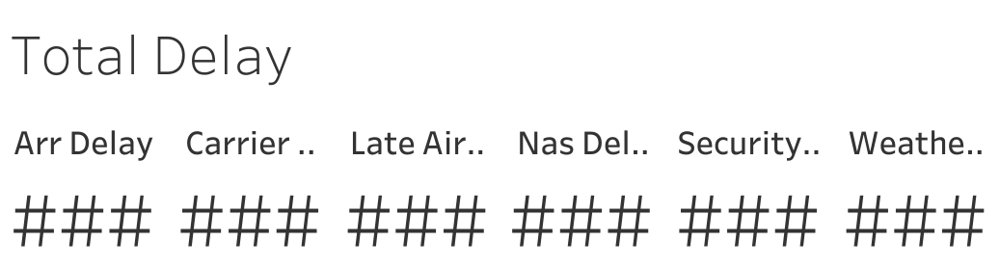 Total Delay
Arr Delay Carrier .. Late Air.. Nas Del.. Security.. Weathe..
### ### ### ### ### ###